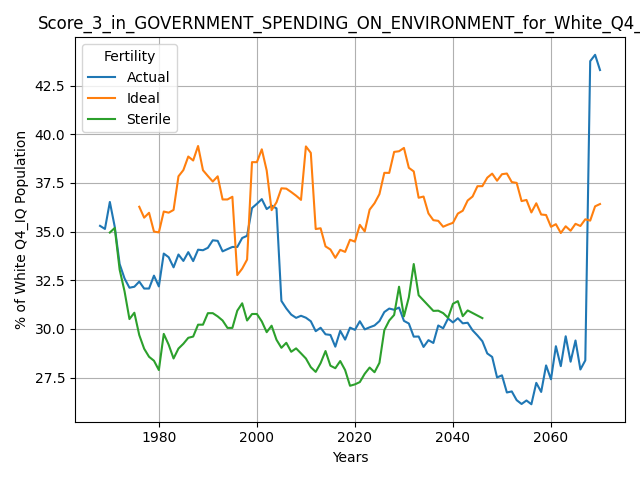 Score_3_in_GOVERNMENT_SPENDING_ON_ENVIRONMENT_for_White_Q4_
Fertility
Actual
Ideal
Sterile
% of White Q4_IQ Population
42.5
40.0
37.5
35.0
32.5
30.0
27.5
1980
2000
2020
2040
2060
Years